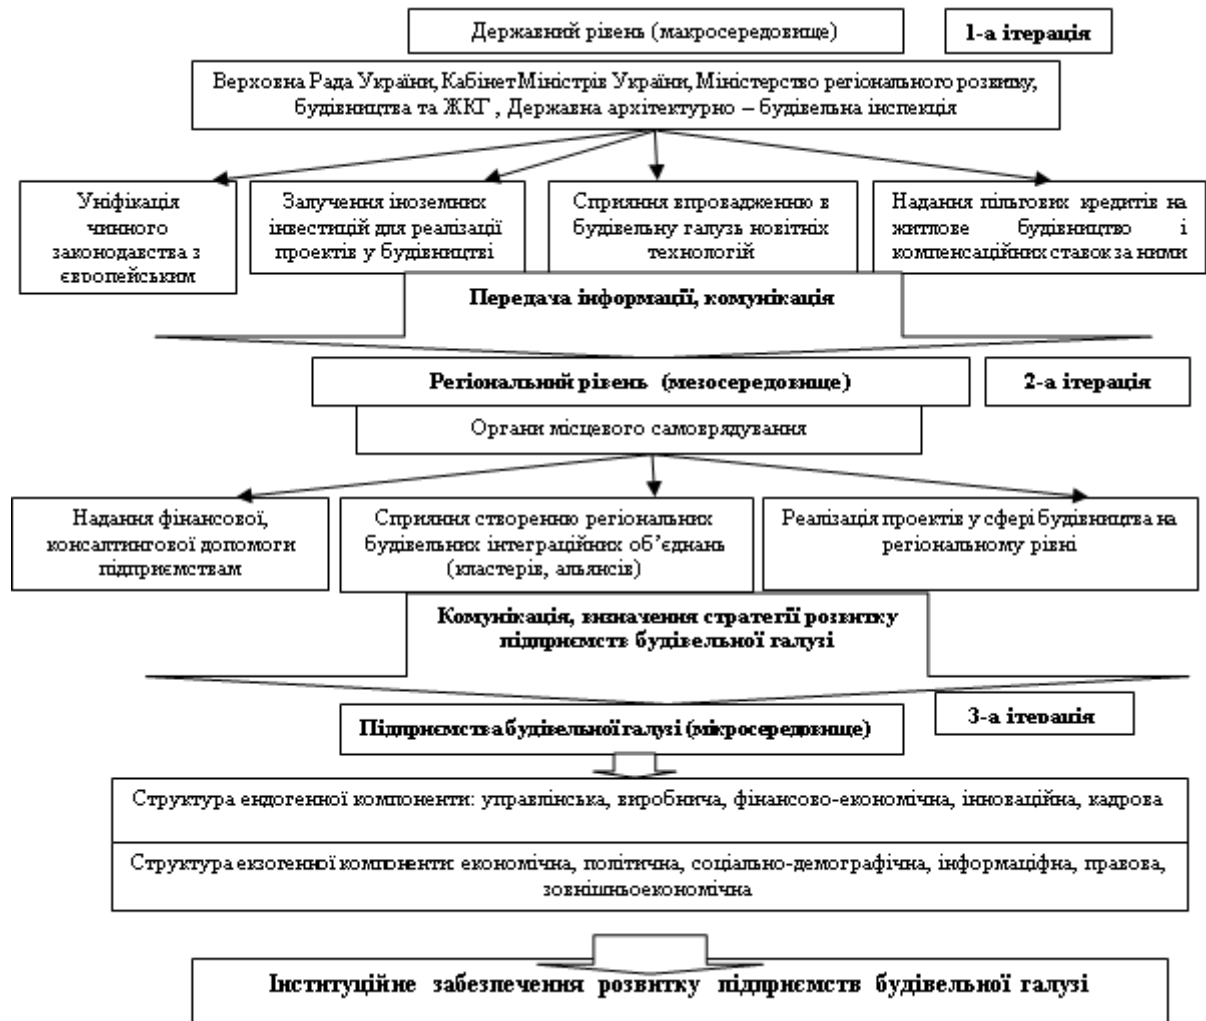 Державний рівень (макросередовище)
1-а ітерація
Верховна Рада України, Кабінет Міністрів України, Міністерство регіонального розвитку,
будівництва та ЖКГ , Державна архітектурно – будівельна інспекція
Уніфікація
чинного
законодавства з
європейським
Залучення іноземних
інвестицій для реалізації
проектів у будівництві
Сприяння впровадженню в
будівельну галузь новітніх
технологій
Надання пільгових кредитів на
житлове будівництво і
компенсаційних ставок за ними
Передача інформації, комунікація
Регіональний рівень (мезосередовище)
2-а ітерація
Органи місцевого самоврядування
Надання фінансової,
консалтингової допомоги
підприємствам
Сприяння створенню регіональних
будівельних інтеграційних об’єднань
(кластерів, альянсів)
Реалізація проектів у сфері будівництва на
регіональному рівні
Комунікація, визначення стратегії розвитку
підприємств будівельної галузі
3-а ітерація
Підприємства будівельної галузі (мікросередовище)
Структура ендогенної компоненти: управлінська, виробнича, фінансово-економічна, інноваційна, кадрова
Структура екзогенної компоненти: економічна, політична, соціально-демографічна, інформаціфна, правова,
зовнішньоекономічна
Інституційне забезпечення розвитку підприємств будівельної галузі